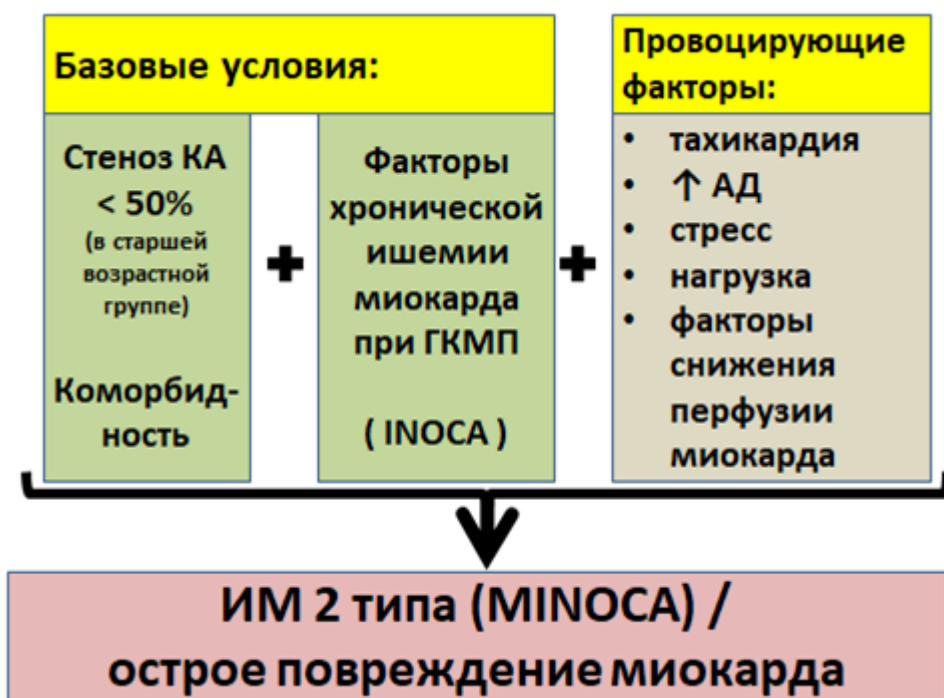 Базовые условия:
Стеноз КА
< 50%
(в старшей
возрастной
группе)
Коморбид-
ность
+
Факторы
хронической
ишемии
миокарда
при ГКМП
( INOCA )
+
Провоцирующие
факторы:
• тахикардия
• ↑ АД
• стресс
• нагрузка
• факторы
снижения
перфузии
миокарда
ИМ 2 типа (MINOCA) /
острое повреждение миокарда